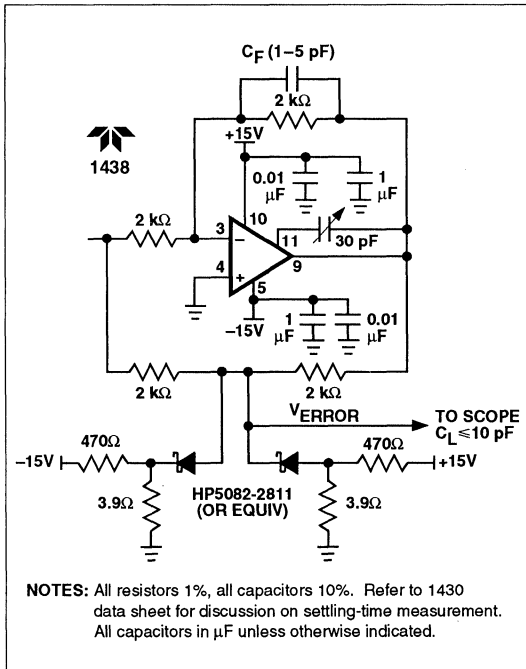 C_F (1–5 pF)
2 kΩ
+15V
1438
0.01 µF
1 µF
2 kΩ
3
–
10
11
30 pF
4
+
9
5
–15V
1 µF
0.01 µF
2 kΩ
2 kΩ
V_ERROR
TO SCOPE
C_L ≤10 pF
470Ω
470Ω
–15V
+15V
3.9Ω
HP5082-2811
(OR EQUIV)
3.9Ω
NOTES: All resistors 1%, all capacitors 10%. Refer to 1430
data sheet for discussion on settling-time measurement.
All capacitors in µF unless otherwise indicated.